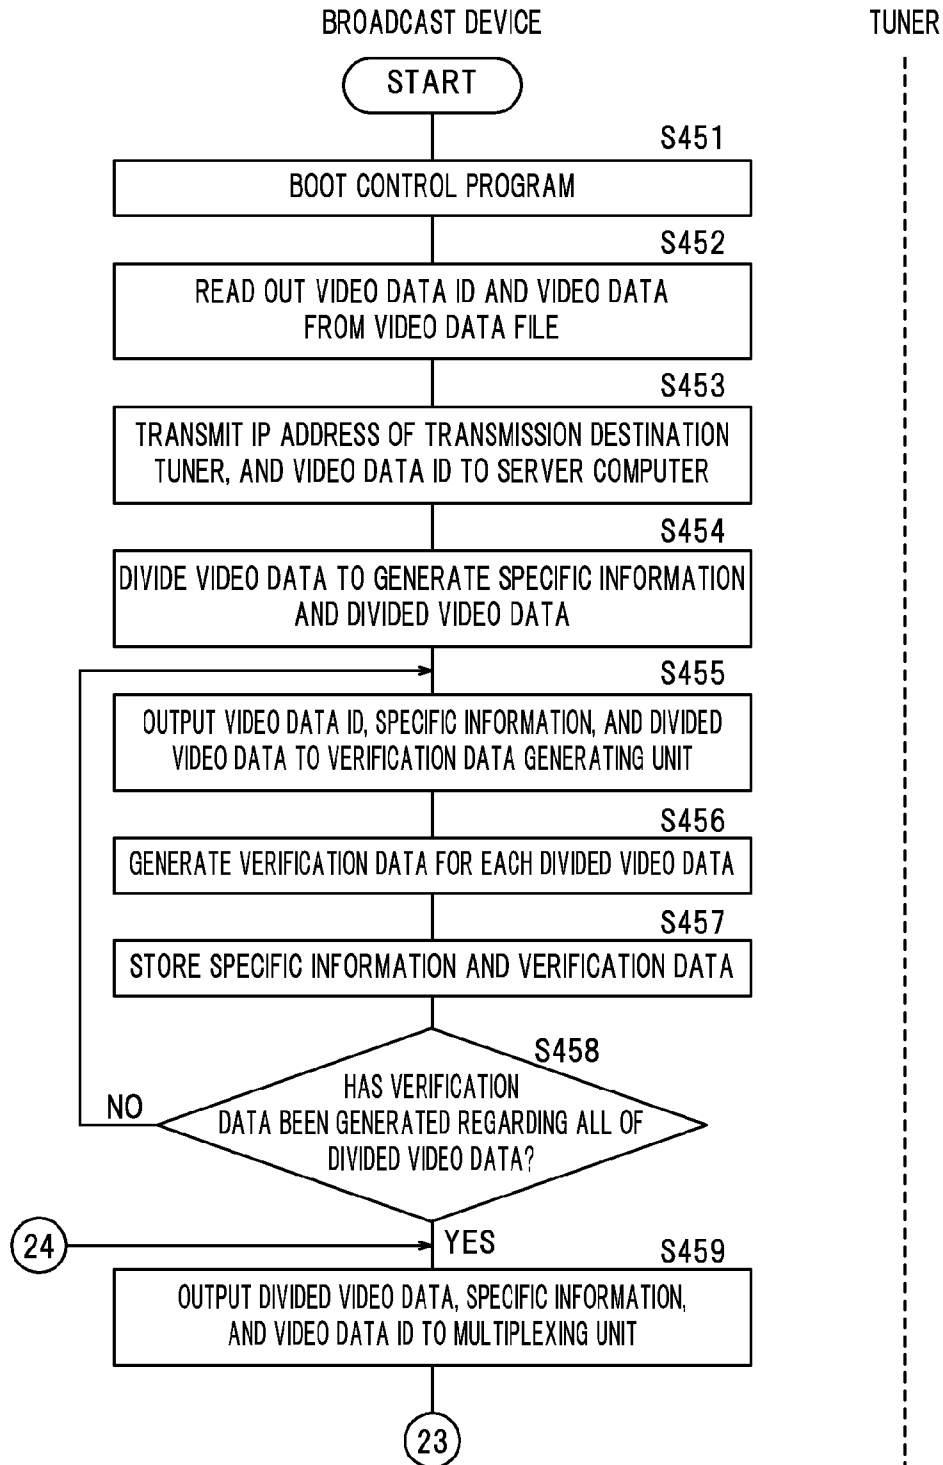 BROADCAST DEVICE
TUNER
START
S451
BOOT CONTROL PROGRAM
S452
READ OUT VIDEO DATA ID AND VIDEO DATA
FROM VIDEO DATA FILE
S453
TRANSMIT IP ADDRESS OF TRANSMISSION DESTINATION
TUNER, AND VIDEO DATA ID TO SERVER COMPUTER
S454
DIVIDE VIDEO DATA TO GENERATE SPECIFIC INFORMATION
AND DIVIDED VIDEO DATA
S455
OUTPUT VIDEO DATA ID, SPECIFIC INFORMATION, AND DIVIDED
VIDEO DATA TO VERIFICATION DATA GENERATING UNIT
S456
GENERATE VERIFICATION DATA FOR EACH DIVIDED VIDEO DATA
S457
STORE SPECIFIC INFORMATION AND VERIFICATION DATA
S458
HAS VERIFICATION
DATA BEEN GENERATED REGARDING ALL OF
DIVIDED VIDEO DATA?
NO
24
YES
S459
OUTPUT DIVIDED VIDEO DATA, SPECIFIC INFORMATION,
AND VIDEO DATA ID TO MULTIPLEXING UNIT
23